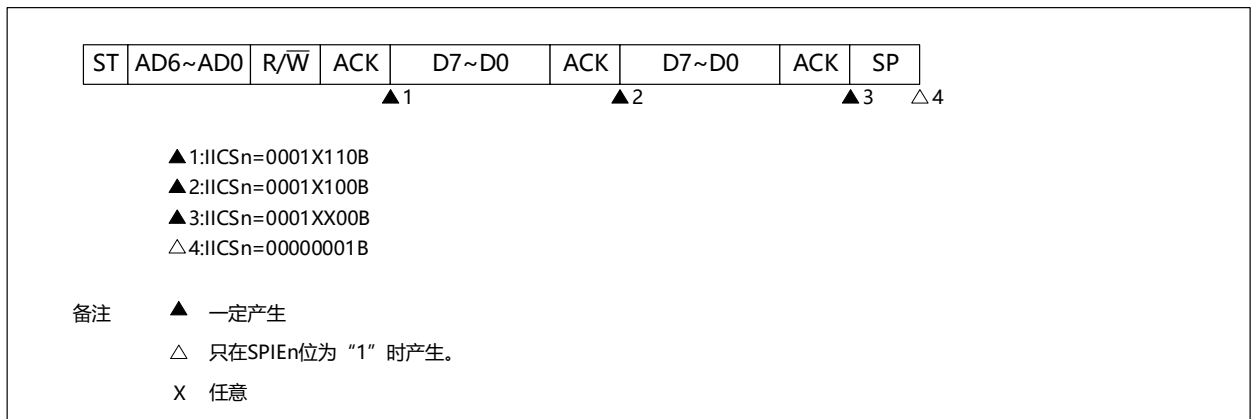 ST AD6~AD0 R/W̅ ACK D7~D0 ACK D7~D0 ACK SP
▲1 ▲2 ▲3 △4
▲1:IICSn=0001X110B
▲2:IICSn=0001X100B
▲3:IICSn=0001XX00B
△4:IICSn=00000001B
备注 ▲ 一定产生
△ 只在SPIEn位为“1”时产生。
X 任意